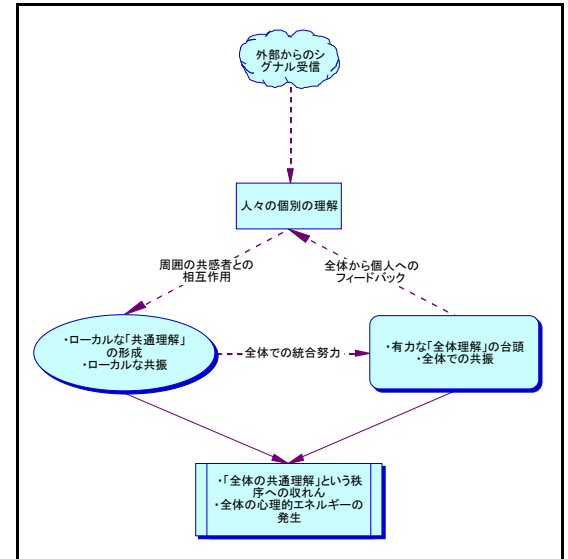 外部からのシ
グナル受信
人々の個別の理解
周囲の共感者との
相互作用
全体から個人への
フィードバック
・ローカルな「共通理解」
の形成
・ローカルな共振
全体での統合努力
・有力な「全体理解」の台頭
・全体での共振
・「全体の共通理解」という秩
序への収れん
・全体の心理的エネルギーの
発生